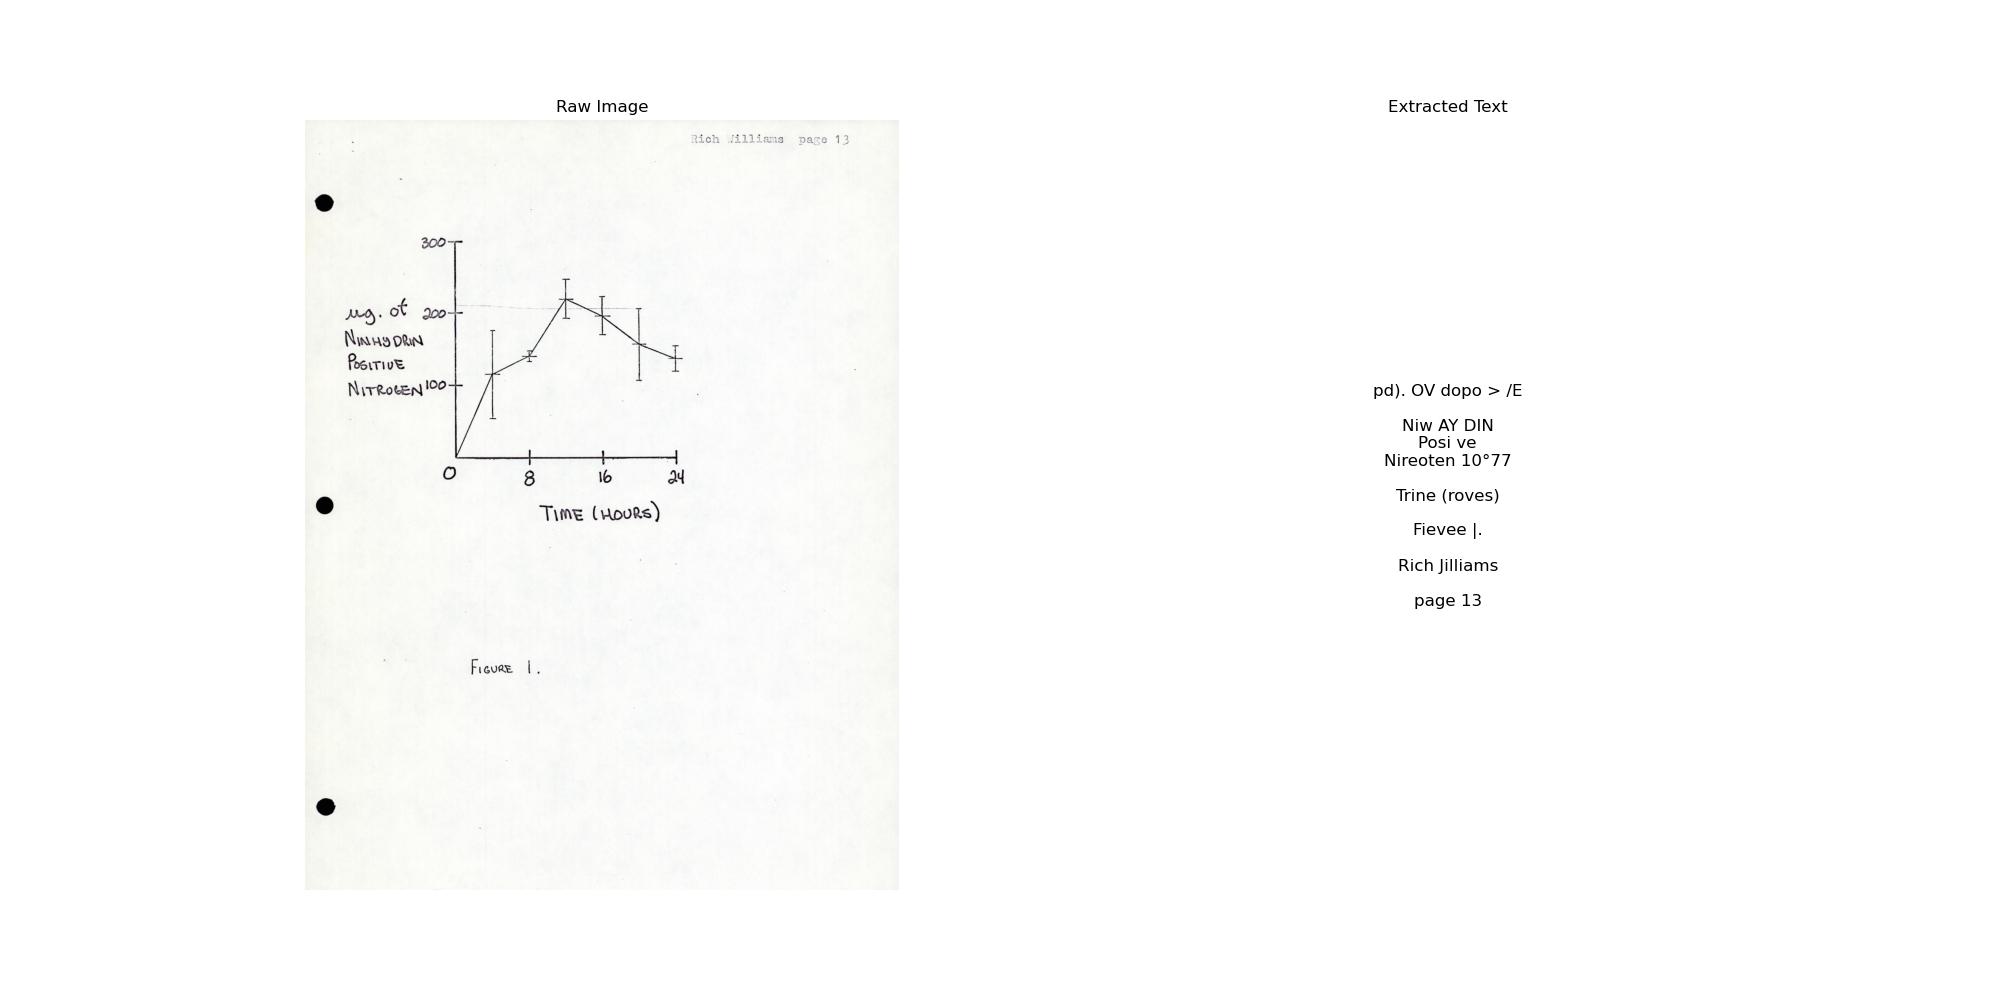 Raw Image
Rich Williams page 13
300
µg. of 200
NINHYDRIN
POSITIVE
NITROGEN 100
0 8 16 24
TIME (HOURS)
FIGURE 1.
Extracted Text
pd). OV dopo > /E
Niw AY DIN
Posi ve
Nireoten 10°77
Trine (roves)
Fievee |.
Rich Jilliams
page 13